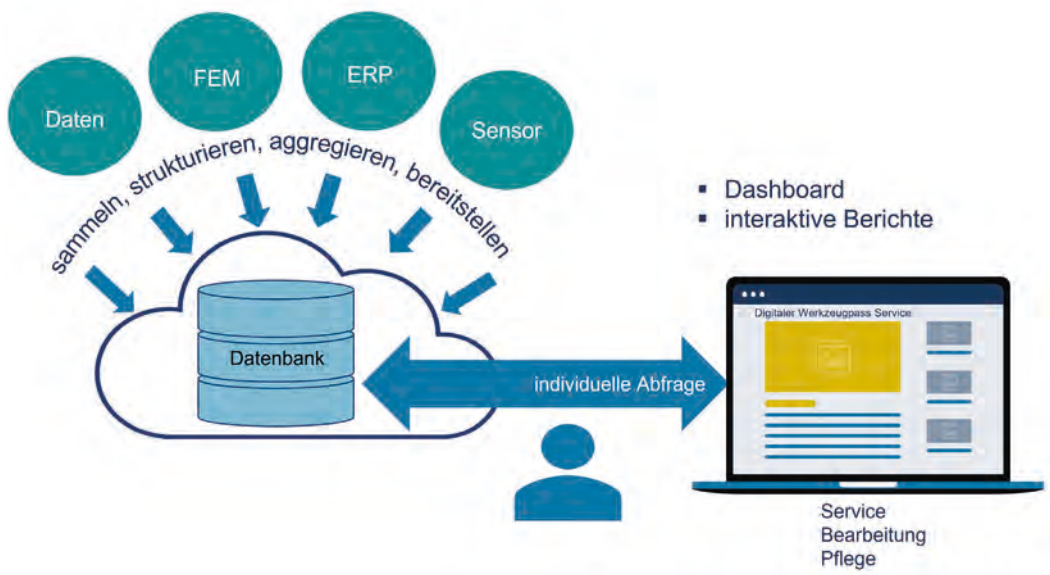 Daten
FEM
ERP
Sensor
sammeln, strukturieren, aggregieren, bereitstellen
▪ Dashboard
▪ interaktive Berichte
Digitaler Werkzeugpass Service
Datenbank
individuelle Abfrage
Service
Bearbeitung
Pflege